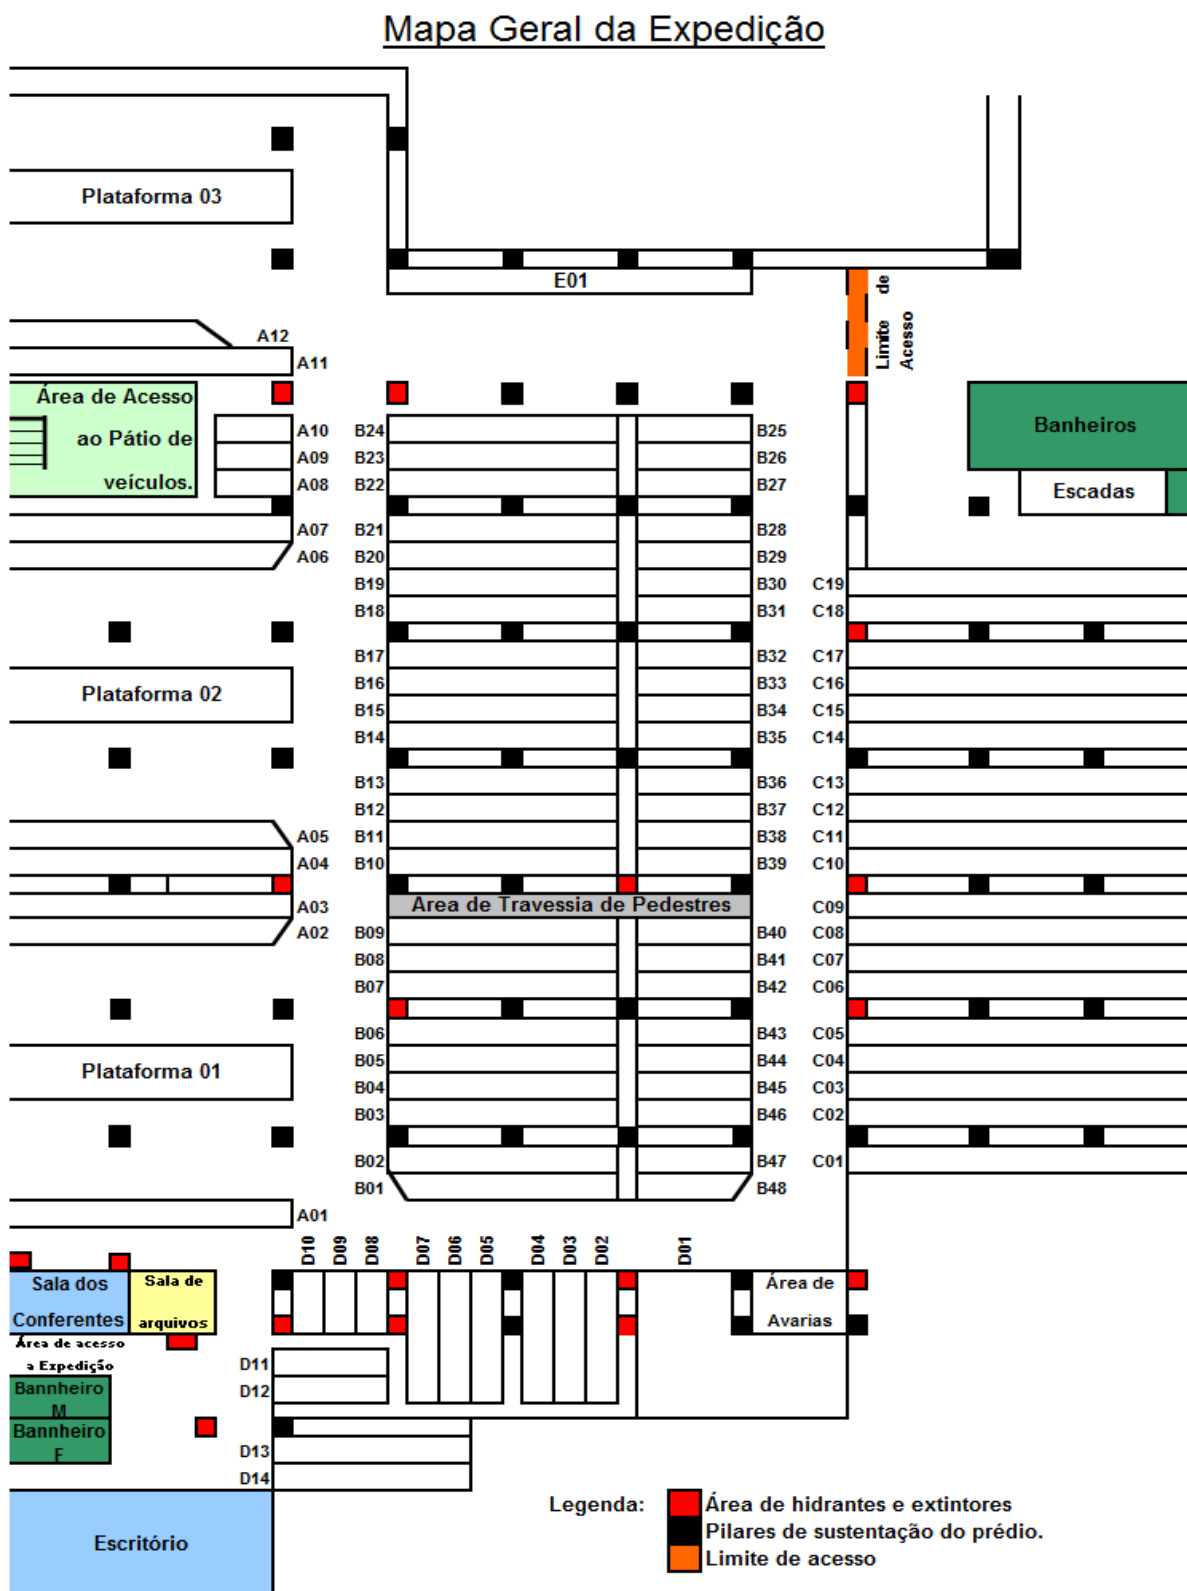 Mapa Geral da Expedição
Plataforma 03
E01
Limite de
Acesso
A12
A11
Área de Acesso
ao Pátio de
veículos.
Banheiros
Escadas
A10 B24 B25
A09 B23 B26
A08 B22 B27
A07 B21 B28
A06 B20 B29
B19 B30 C19
B18 B31 C18
B17 B32 C17
Plataforma 02
B16 B33 C16
B15 B34 C15
B14 B35 C14
B13 B36 C13
B12 B37 C12
A05 B11 B38 C11
A04 B10 B39 C10
A03 Area de Travessia de Pedestres C09
A02 B09 B40 C08
B08 B41 C07
B07 B42 C06
B06 B43 C05
Plataforma 01
B05 B44 C04
B04 B45 C03
B03 B46 C02
B02 B47 C01
B01 B48
A01
D10 D09 D08 D07 D06 D05 D04 D03 D02 D01
Sala dos
Conferentes
Sala de
arquivos
Área de
Avarias
Área de acesso
a Expedição
D11
D12
Bannheiro
M
Bannheiro
F
D13
D14
Escritório
Legenda:
Área de hidrantes e extintores
Pilares de sustentação do prédio.
Limite de acesso